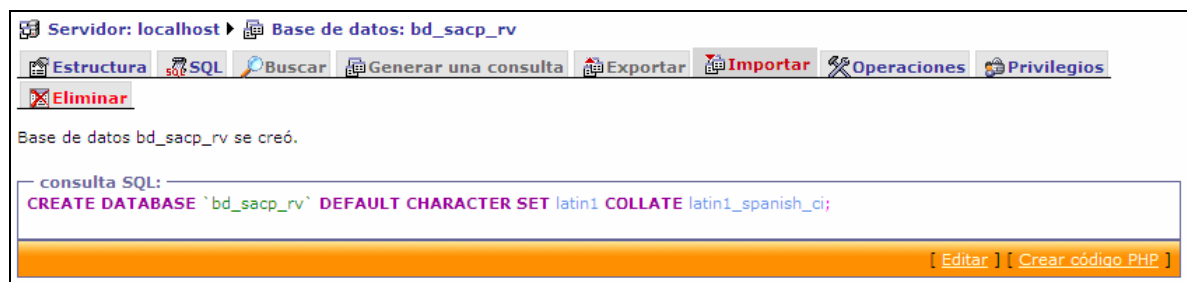 Servidor: localhost Base de datos: bd_sacp_rv
Estructura SQL Buscar Generar una consulta Exportar Importar Operaciones Privilegios
Eliminar
Base de datos bd_sacp_rv se creó.
consulta SQL:
CREATE DATABASE `bd_sacp_rv` DEFAULT CHARACTER SET latin1 COLLATE latin1_spanish_ci;
[ Editar ] [ Crear código PHP ]